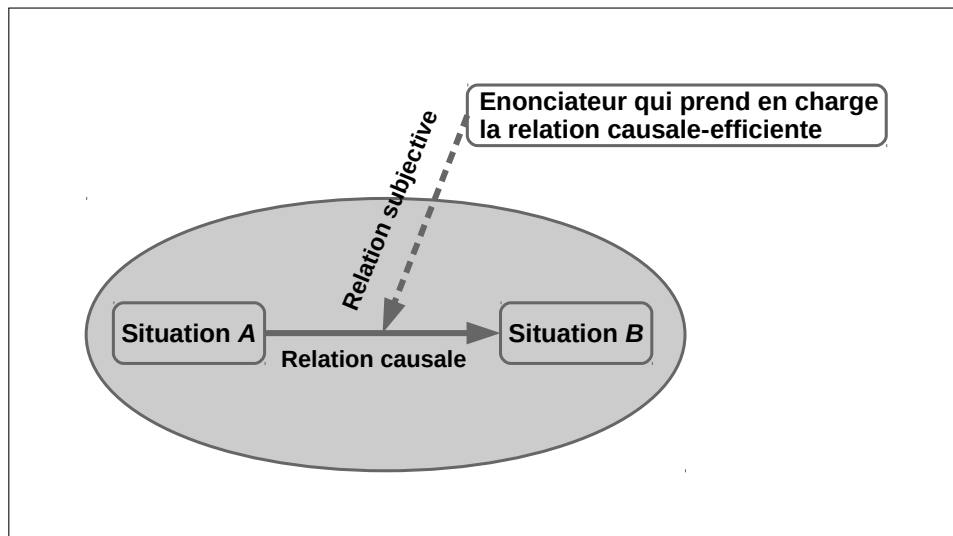 Enonciateur qui prend en charge
la relation causale-efficiente
Relation subjective
Situation A
Situation B
Relation causale